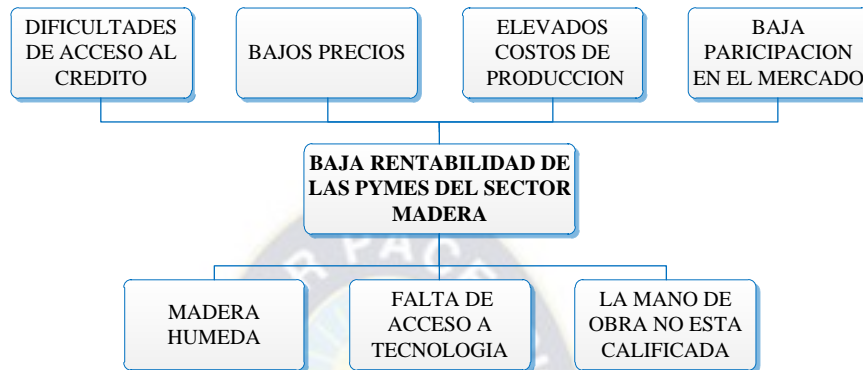 DIFICULTADES
DE ACCESO AL
CREDITO
BAJOS PRECIOS
ELEVADOS
COSTOS DE
PRODUCCION
BAJA
PARICIPACION
EN EL MERCADO
BAJA RENTABILIDAD DE
LAS PYMES DEL SECTOR
MADERA
R PACE
MADERA
HUMEDA
FALTA DE
ACCESO A
TECNOLOGIA
LA MANO DE
OBRA NO ESTA
CALIFICADA